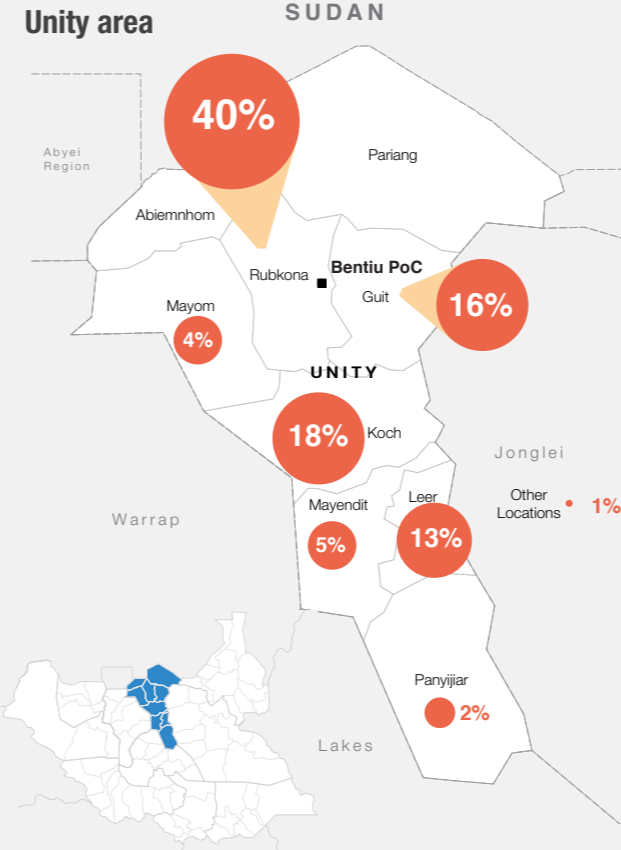 Unity area
SUDAN
40%
Abyei
Region
Pariang
Abiemnhom
Rubkona
Bentiu PoC
Guit
16%
Mayom
4%
UNITY
18%
Koch
Jonglei
Mayendit
Leer
Other
Locations
1%
Warrap
5%
13%
Panyijiar
2%
Lakes